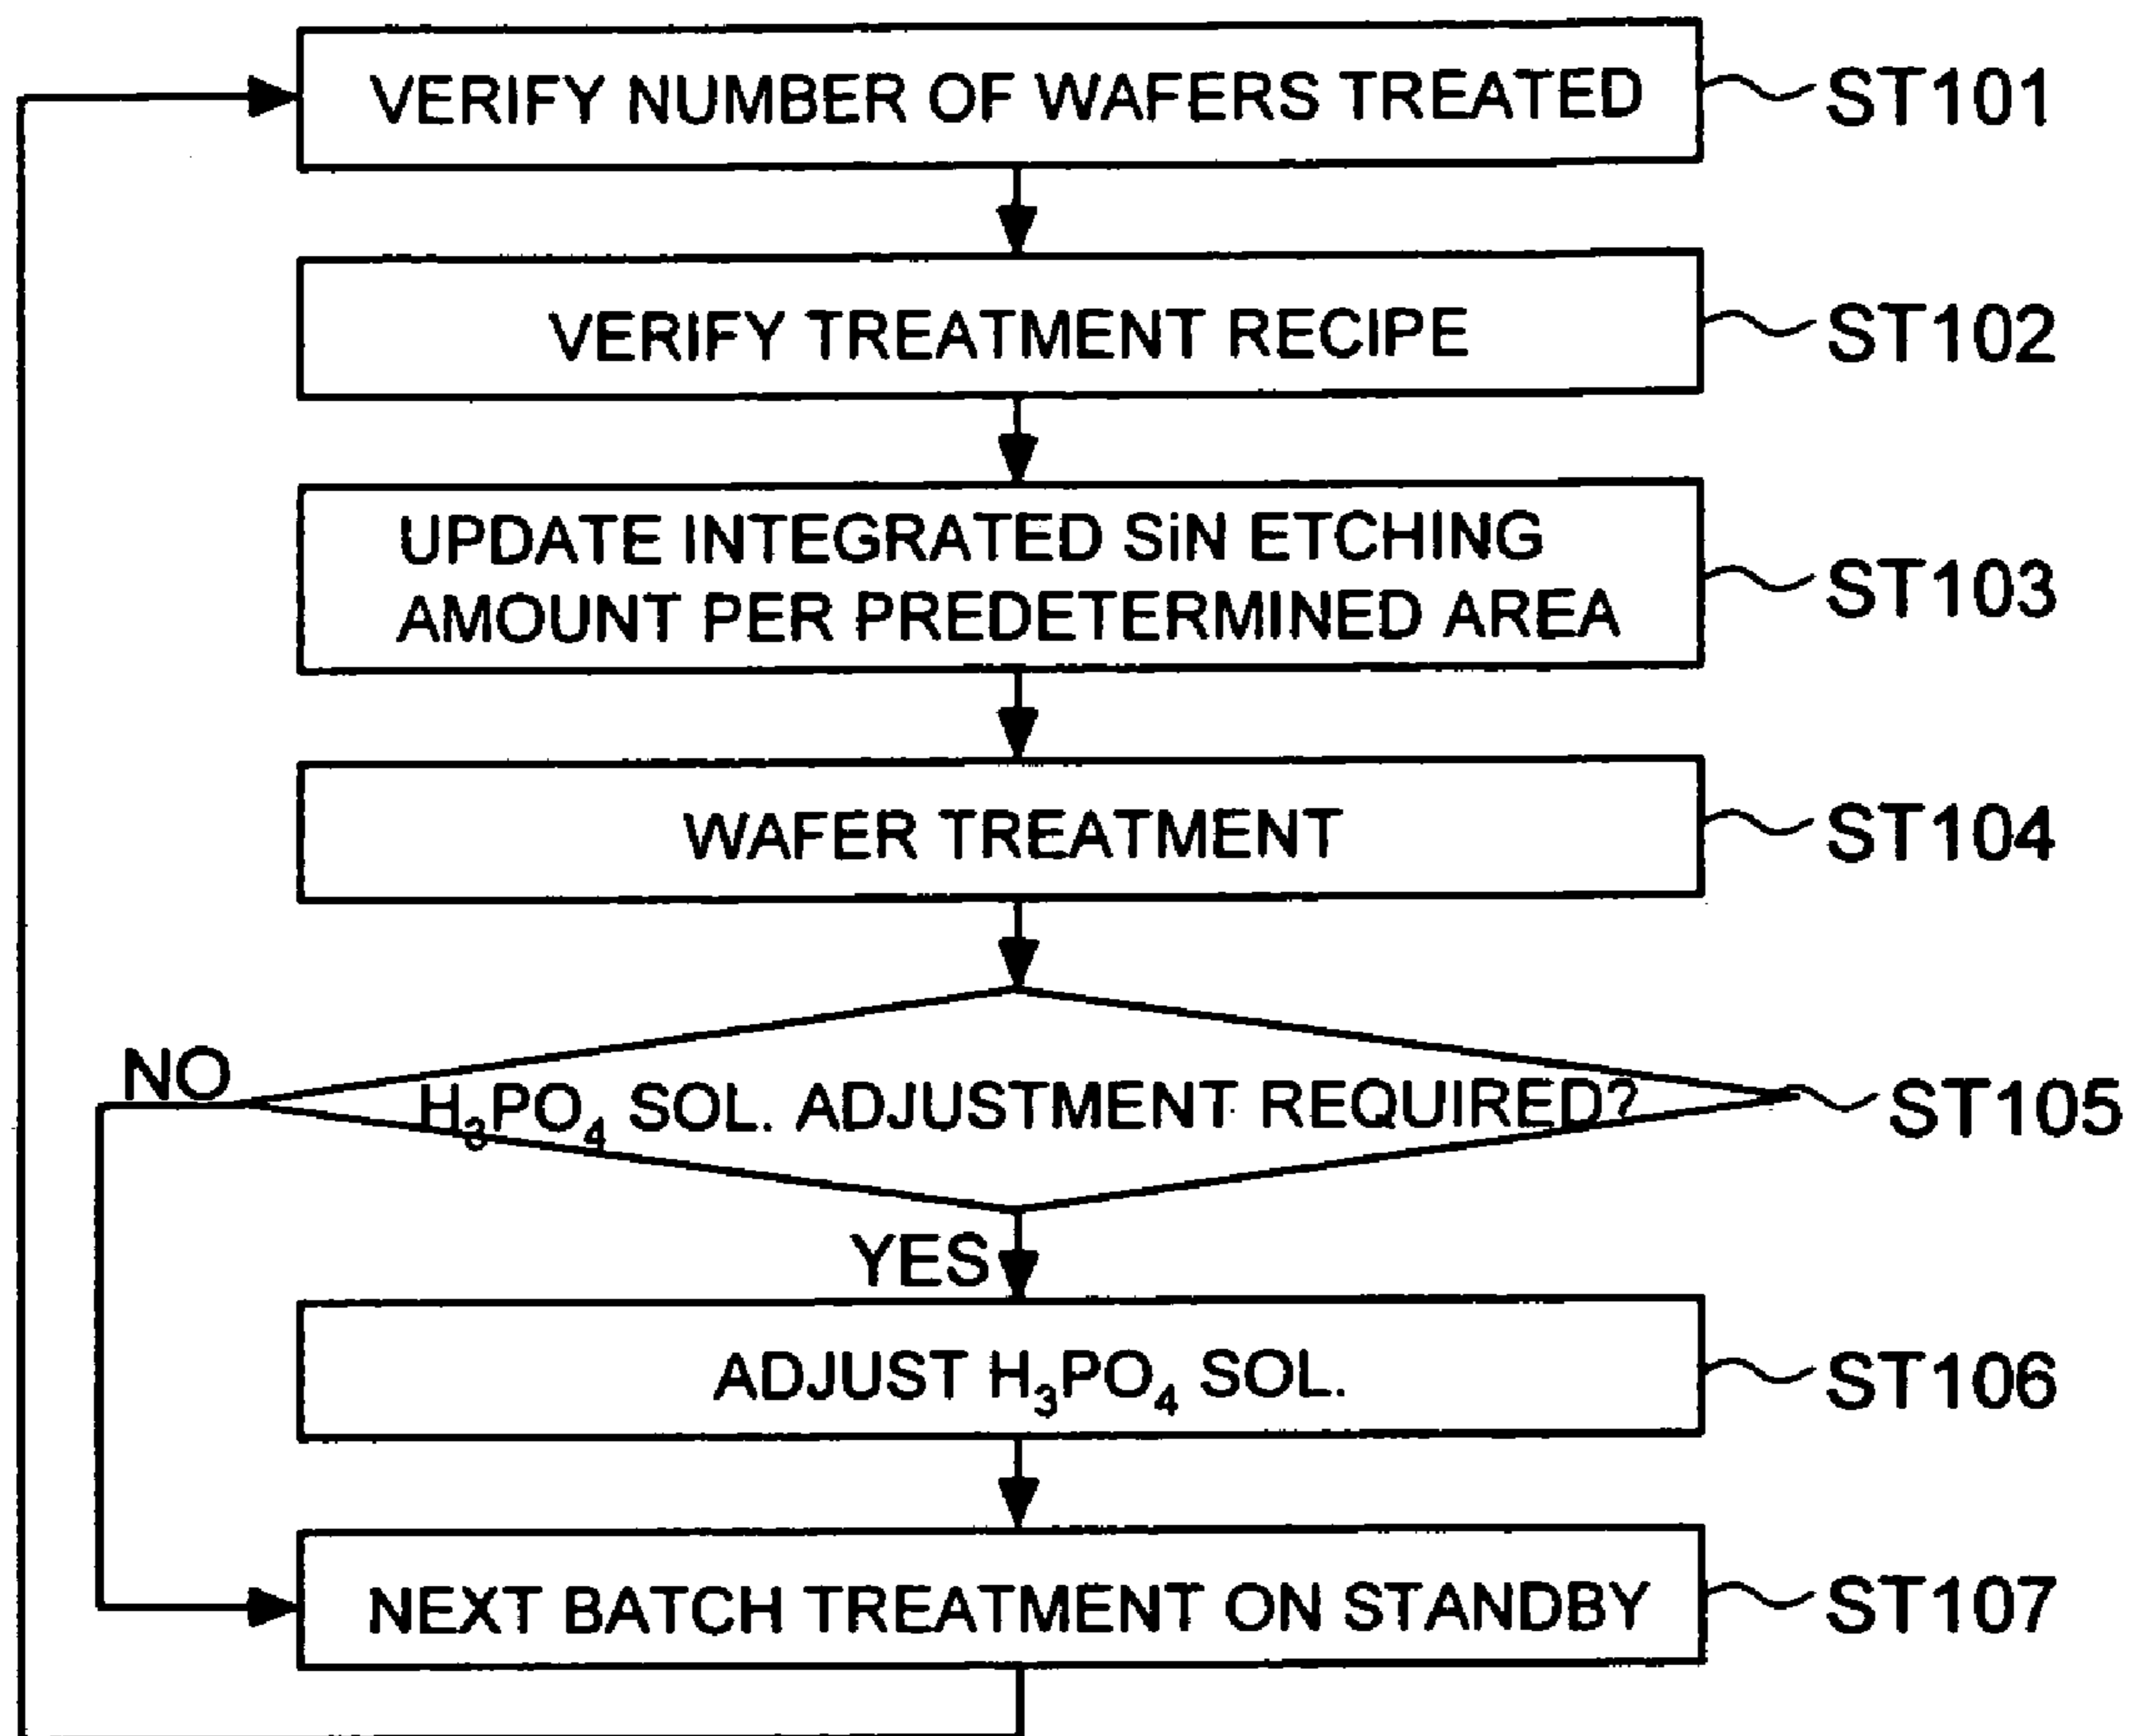 VERIFY NUMBER OF WAFERS TREATED
ST101
VERIFY TREATMENT RECIPE
ST102
UPDATE INTEGRATED SiN ETCHING
AMOUNT PER PREDETERMINED AREA
ST103
WAFER TREATMENT
ST104
NO
H₃PO₄ SOL. ADJUSTMENT REQUIRED?
ST105
YES
ADJUST H₃PO₄ SOL.
ST106
NEXT BATCH TREATMENT ON STANDBY
ST107